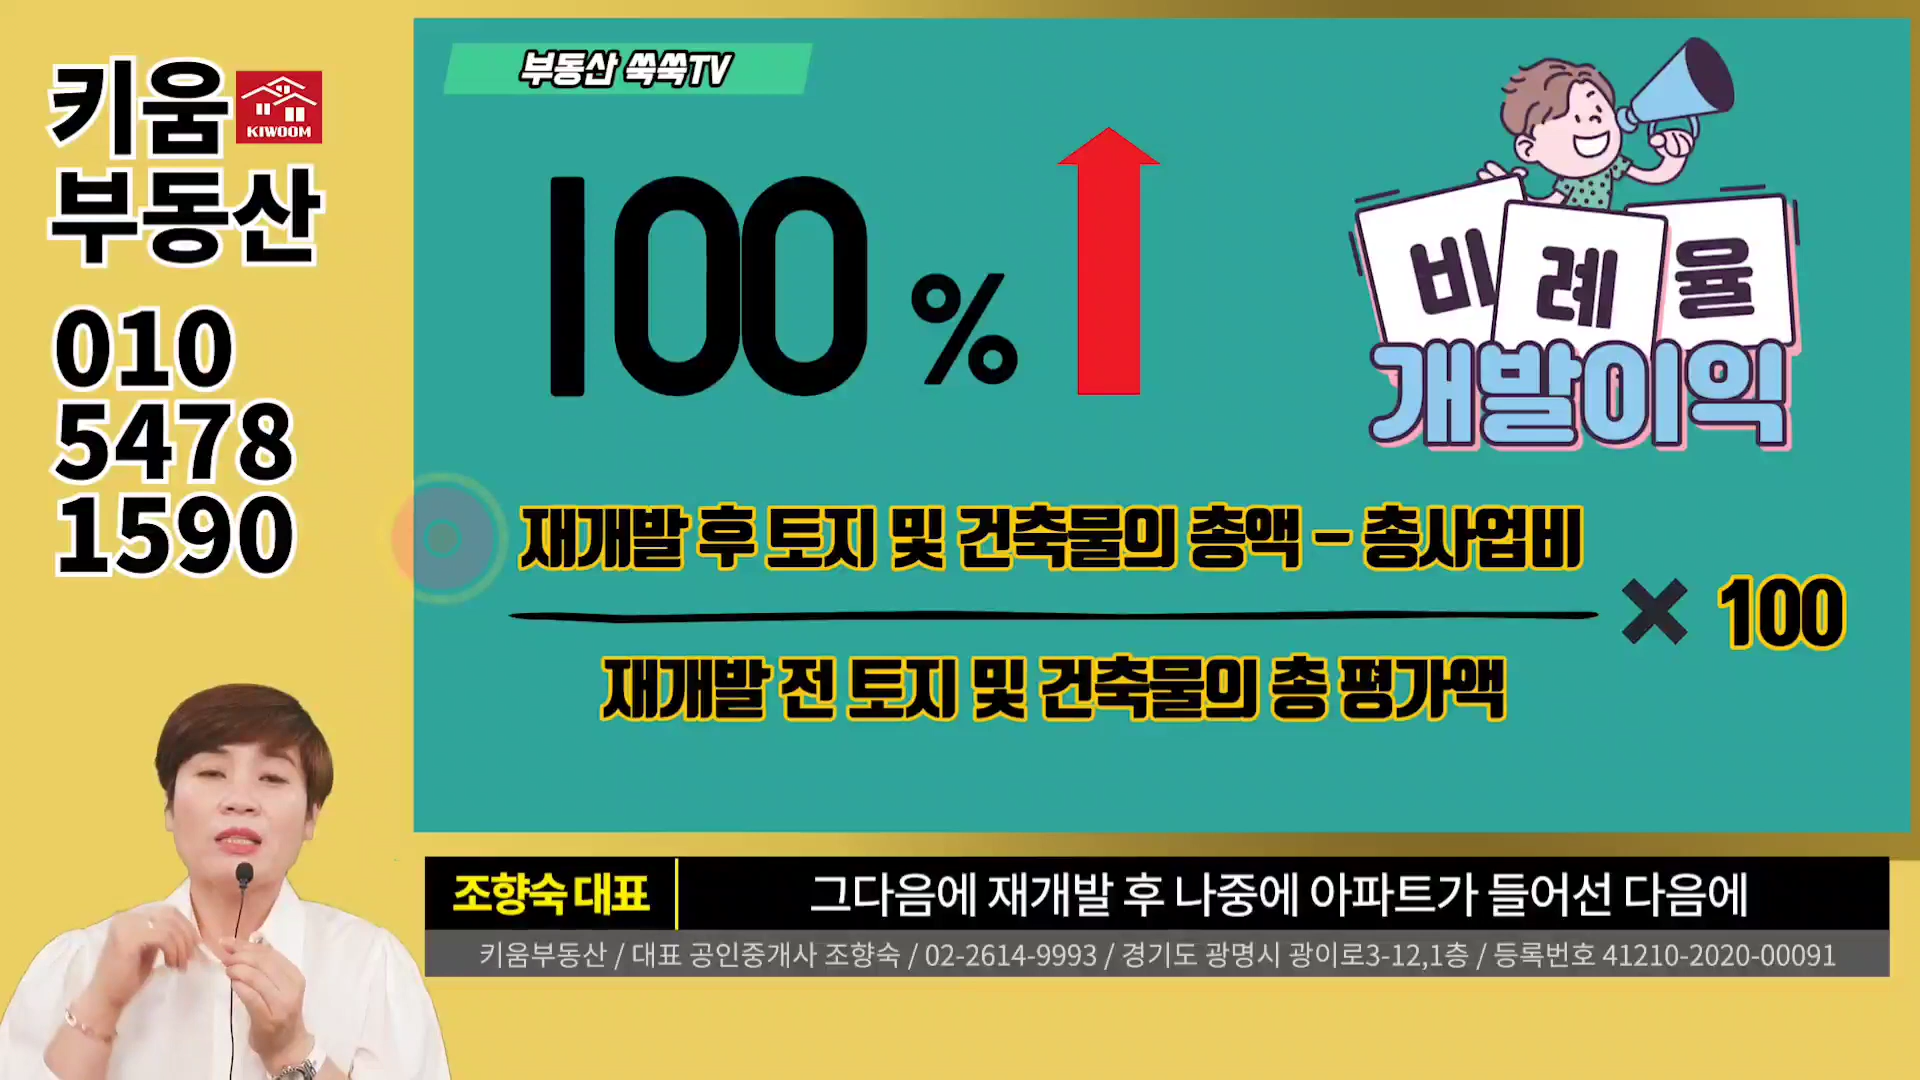 키움
KIWOOM
부동산
010
5478
1590
부동산 쑥쑥TV
100%
비례율
개발이익
재개발 후 토지 및 건축물의 총액 - 총사업비
재개발 전 토지 및 건축물의 총 평가액
× 100
조향숙 대표
그다음에 재개발 후 나중에 아파트가 들어선 다음에
키움부동산 / 대표 공인중개사 조향숙 / 02-2614-9993 / 경기도 광명시 광이로3-12,1층 / 등록번호 41210-2020-00091